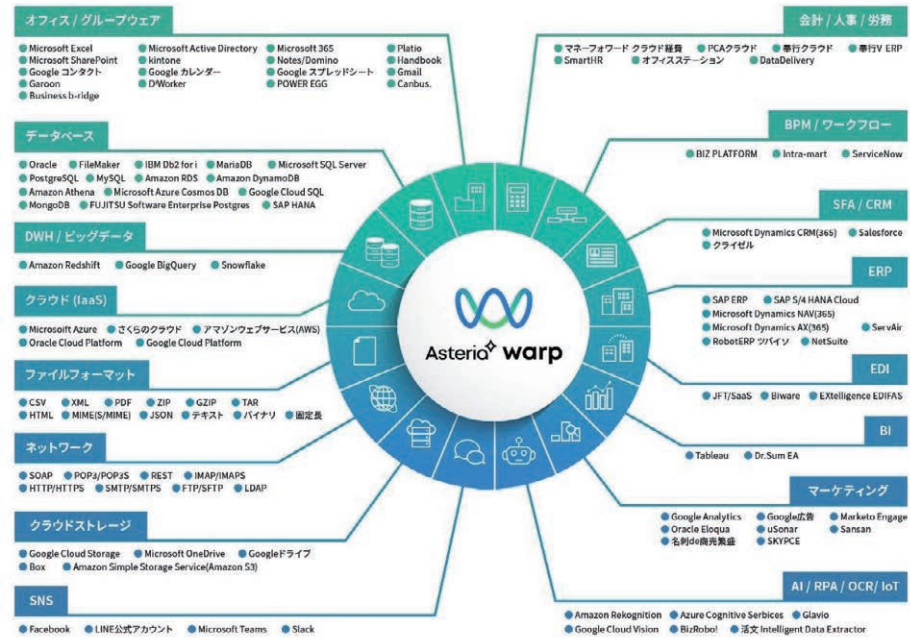 オフィス / グループウェア
Microsoft Excel Microsoft Active Directory Microsoft 365 Platio
Microsoft SharePoint kintone Notes/Domino Handbook
Google コンタクト Google カレンダー Google スプレッドシート Gmail
Garoon D'Worker POWER EGG Canbus.
Business b-ridge
データベース
Oracle FileMaker IBM Db2 for i MariaDB Microsoft SQL Server
PostgreSQL MySQL Amazon RDS Amazon DynamoDB
Amazon Athena Microsoft Azure Cosmos DB Google Cloud SQL
MongoDB FUJITSU Software Enterprise Postgres SAP HANA
DWH / ビッグデータ
Amazon Redshift Google BigQuery Snowflake
クラウド (IaaS)
Microsoft Azure さくらのクラウド アマゾンウェブサービス(AWS)
Oracle Cloud Platform Google Cloud Platform
ファイルフォーマット
CSV XML PDF ZIP GZIP TAR
HTML MIME(S/MIME) JSON テキスト バイナリ 固定長
ネットワーク
SOAP POP3/POP3S REST IMAP/IMAPS
HTTP/HTTPS SMTP/SMTPS FTP/SFTP LDAP
クラウドストレージ
Google Cloud Storage Microsoft OneDrive Googleドライブ
Box Amazon Simple Storage Service(Amazon S3)
SNS
Facebook LINE公式アカウント Microsoft Teams Slack
Asteria warp
会計 / 人事 / 労務
マネーフォワード クラウド経費 PCAクラウド 奉行クラウド 奉行V ERP
SmartHR オフィスステーション DataDelivery
BPM / ワークフロー
BIZ PLATFORM Intra-mart ServiceNow
SFA / CRM
Microsoft Dynamics CRM(365) Salesforce
クライゼル
ERP
SAP ERP SAP S/4 HANA Cloud
Microsoft Dynamics NAV(365)
Microsoft Dynamics AX(365) ServAir
RobotERP ツバイソ NetSuite
EDI
JFT/SaaS Biware EXtelligence EDIFAS
BI
Tableau Dr.Sum EA
マーケティング
Google Analytics Google広告 Marketo Engage
Oracle Eloqua uSonar Sansan
名刺de商売繁盛 SKYPCE
AI / RPA / OCR/ IoT
Amazon Rekognition Azure Cognitive Serbices Glavio
Google Cloud Vision BizRobo! 活文 Intelligent Data Extractor